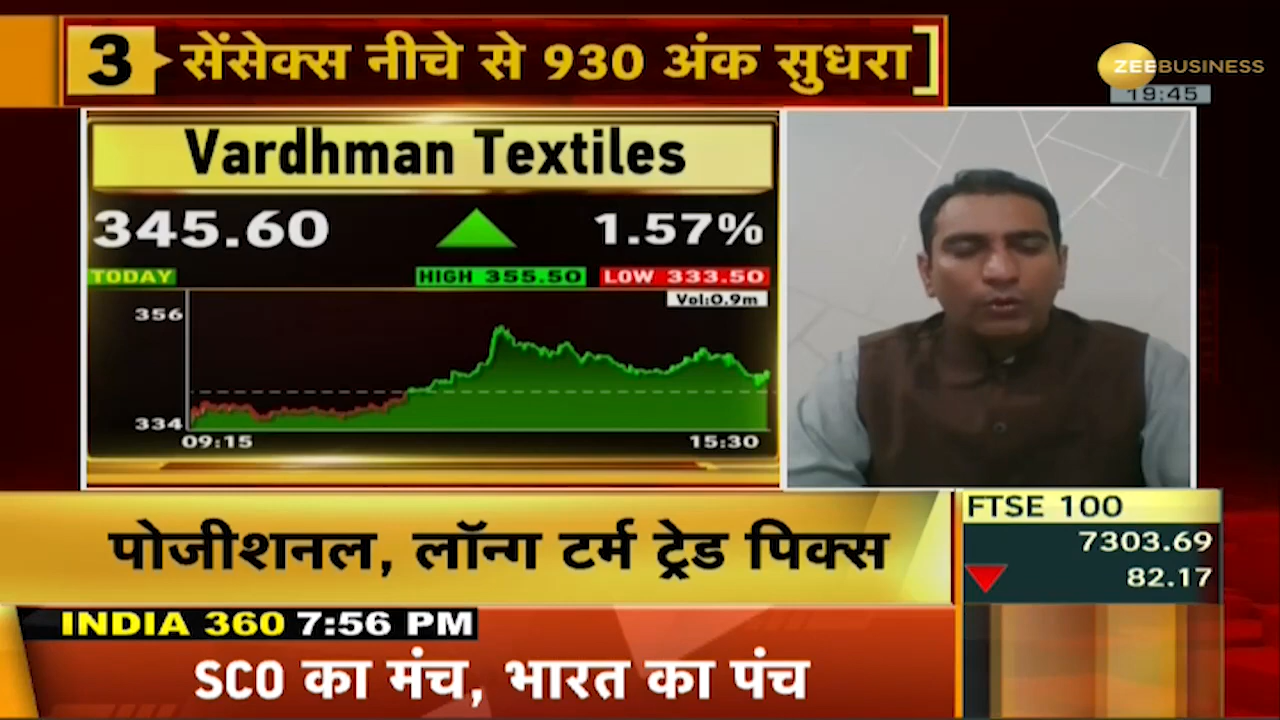 3 सेंसेक्स नीचे से 930 अंक सुधरा
ZEEBUSINESS
19:45
Vardhman Textiles
345.60 1.57%
TODAY HIGH 355.50 LOW 333.50
Vol:0.9m
356
334
09:15 15:30
पोजीशनल, लॉन्ग टर्म ट्रेड पिक्स
FTSE 100
7303.69
82.17
INDIA 360 7:56 PM
SCO का मंच, भारत का पंच